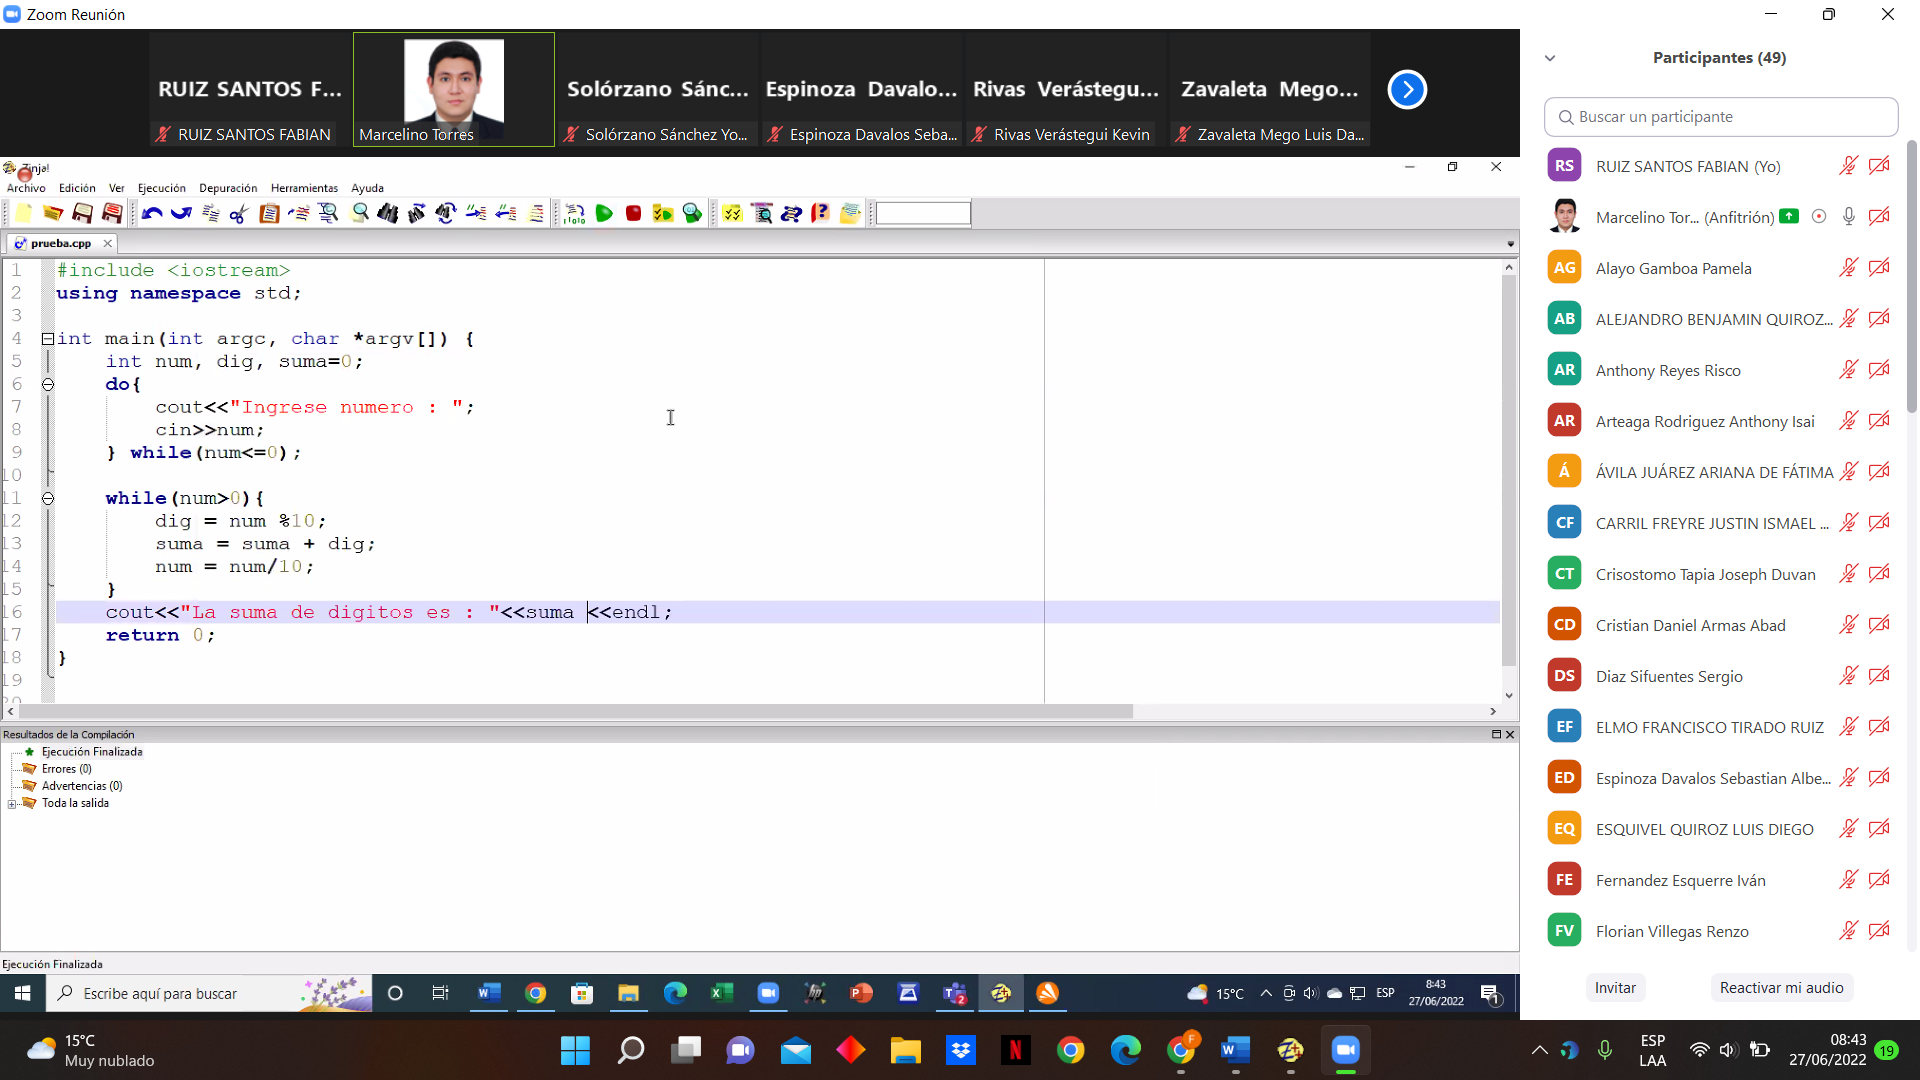 Zoom Reunión
RUIZ SANTOS F...
RUIZ SANTOS FABIAN
Marcelino Torres
Solórzano Sánc...
Solórzano Sánchez Yo...
Espinoza Davalo...
Espinoza Davalos Seba...
Rivas Verástegu...
Rivas Verástegui Kevin
Zavaleta Mego...
Zavaleta Mego Luis Da...
Zinjal
Archivo Edición Ver Ejecución Depuración Herramientas Ayuda
prueba.cpp
1 #include <iostream>
2 using namespace std;
3
4 int main(int argc, char *argv[]) {
5 int num, dig, suma=0;
6 do{
7 cout<<"Ingrese numero : ";
8 cin>>num;
9 } while(num<=0);
10
11 while(num>0){
12 dig = num %10;
13 suma = suma + dig;
14 num = num/10;
15 }
16 cout<<"La suma de digitos es : "<<suma <<endl;
17 return 0;
18 }
19
20
Resultados de la Compilación
Ejecución Finalizada
Errores (0)
Advertencias (0)
Toda la salida
Ejecución Finalizada
Escribe aquí para buscar
15°C
ESP
8:43
27/06/2022
1
Participantes (49)
Buscar un participante
RS RUIZ SANTOS FABIAN (Yo)
Marcelino Tor... (Anfitrión)
AG Alayo Gamboa Pamela
AB ALEJANDRO BENJAMIN QUIROZ...
AR Anthony Reyes Risco
AR Arteaga Rodriguez Anthony Isai
Á ÁVILA JUÁREZ ARIANA DE FÁTIMA
CF CARRIL FREYRE JUSTIN ISMAEL ...
CT Crisostomo Tapia Joseph Duvan
CD Cristian Daniel Armas Abad
DS Diaz Sifuentes Sergio
EF ELMO FRANCISCO TIRADO RUIZ
ED Espinoza Davalos Sebastian Albe...
EQ ESQUIVEL QUIROZ LUIS DIEGO
FE Fernandez Esquerre Iván
FV Florian Villegas Renzo
Invitar
Reactivar mi audio
15°C
Muy nublado
ESP
LAA
08:43
27/06/2022
19